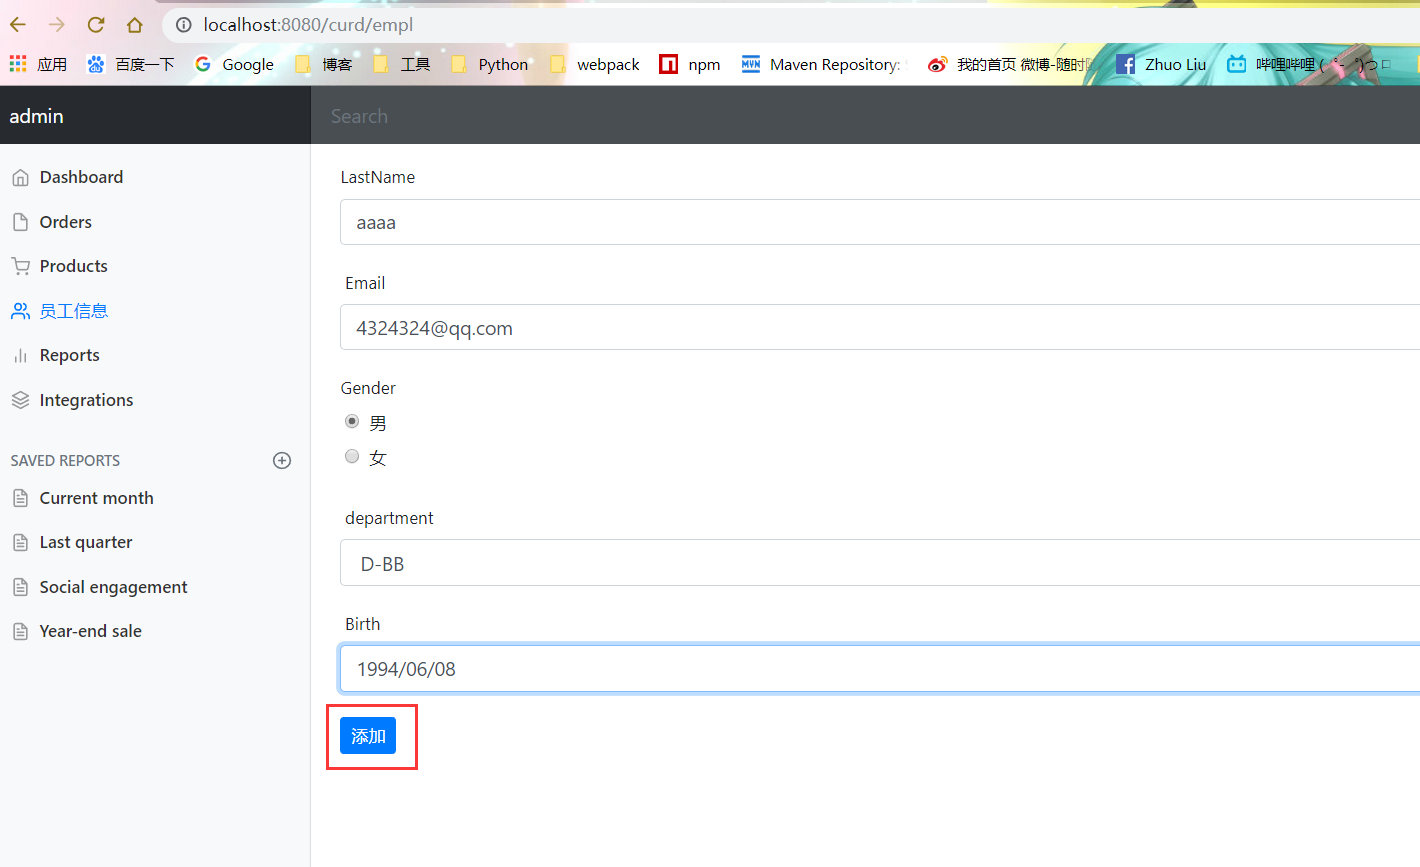 localhost:8080/curd/empl
应用 百度一下 Google 博客 工具 Python webpack npm Maven Repository: 我的首页 微博-随时 Zhuo Liu 哔哩哔哩 ( ゜- ゜)つロ
admin
Search
Dashboard
Orders
Products
员工信息
Reports
Integrations
SAVED REPORTS
Current month
Last quarter
Social engagement
Year-end sale
LastName
aaaa
Email
4324324@qq.com
Gender
男
女
department
D-BB
Birth
1994/06/08
添加